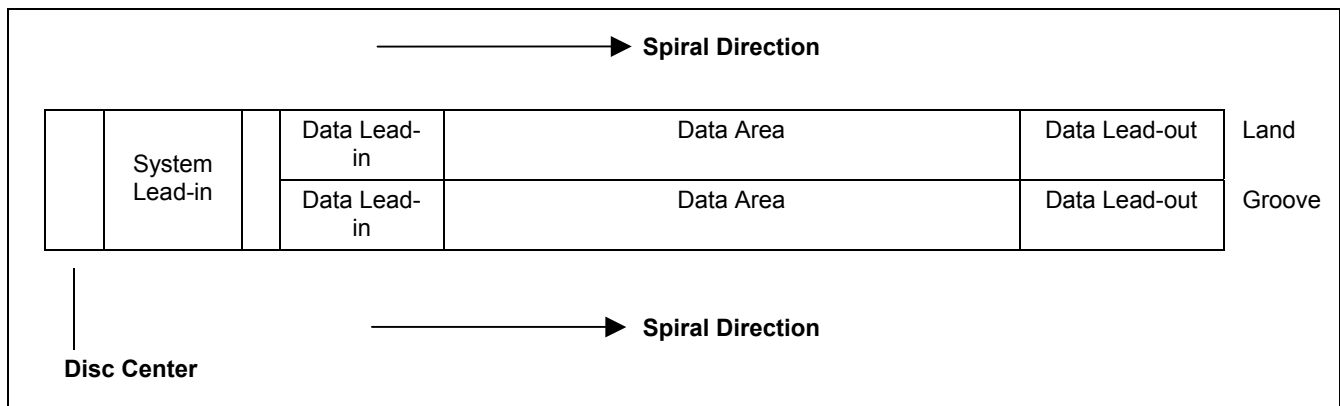 Spiral Direction
Data Lead-
in
Data Area
Data Lead-out
Land
System
Lead-in
Data Lead-
in
Data Area
Data Lead-out
Groove
Spiral Direction
Disc Center